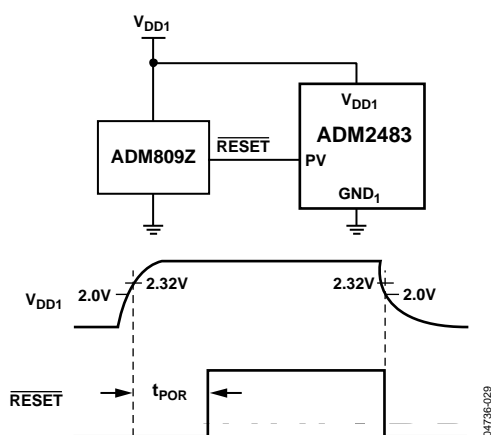 VDD1
VDD1
ADM2483
ADM809Z
RESET
PV
GND1
2.32V
2.32V
2.0V
2.0V
VDD1
RESET
tPOR
04736-029